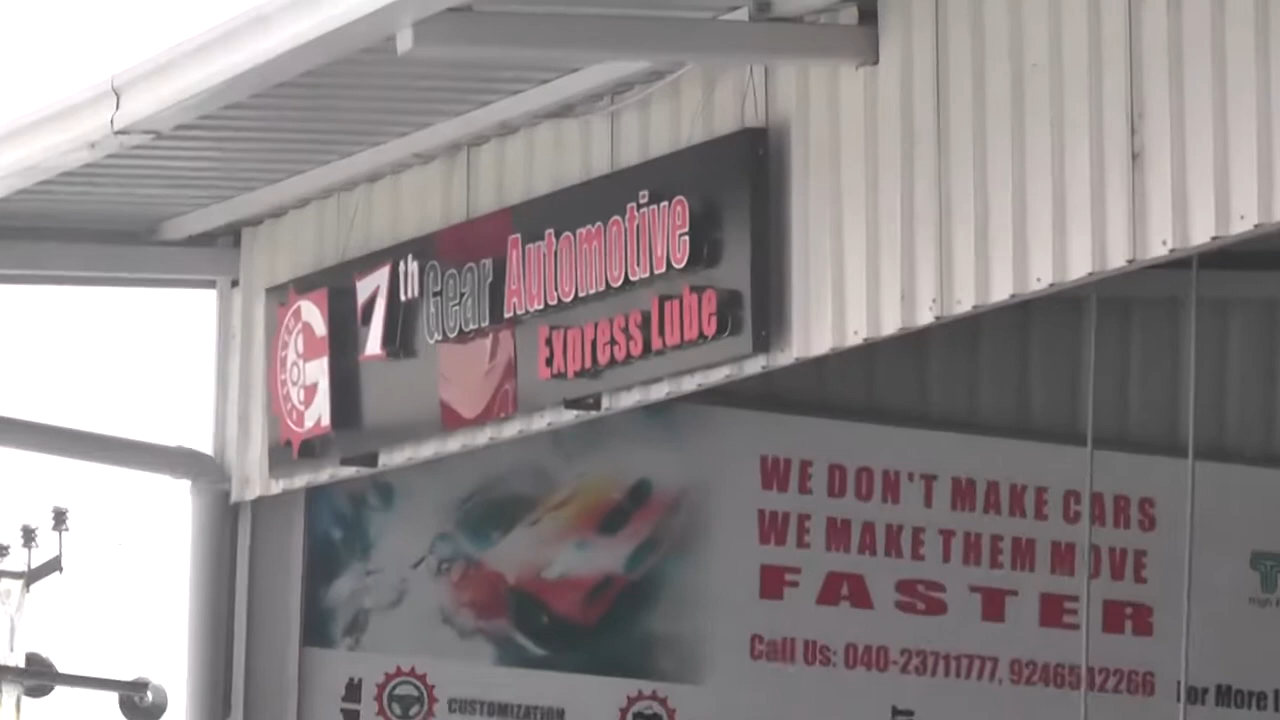 7th Gear Automotive
Express Lube
WE DON'T MAKE CARS
WE MAKE THEM MOVE
FASTER
Call Us: 040-23711777,
CUSTOMIZATION
or More